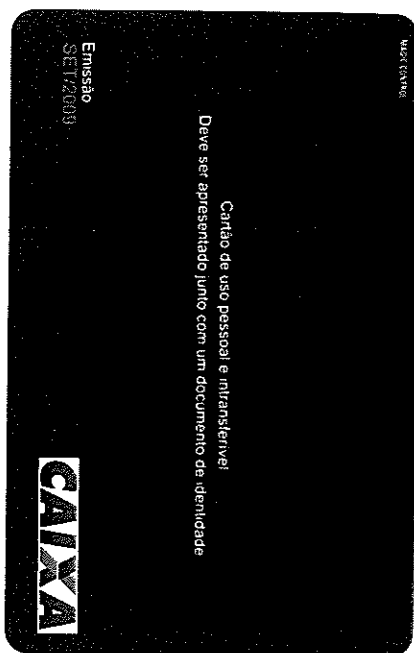 Cartão de uso pessoal e intransferível
Deve ser apresentado junto com um documento de identidade
Emissão
SET/2009
CAIXA